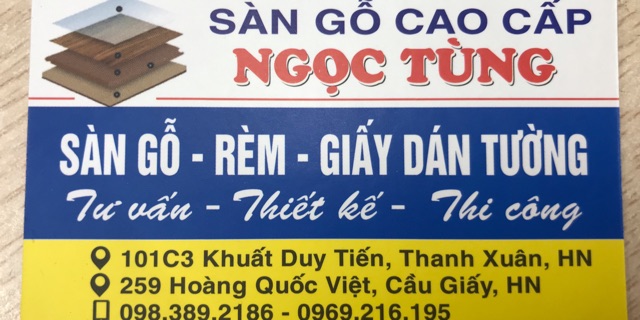 SÀN GỖ CAO CẤP
NGỌC TÙNG
SÀN GỖ - RÈM - GIẤY DÁN TƯỜNG
Tư vấn - Thiết kế - Thi công
101C3 Khuất Duy Tiến, Thanh Xuân, HN
259 Hoàng Quốc Việt, Cầu Giấy, HN
098.389.2186 - 0969.216.195